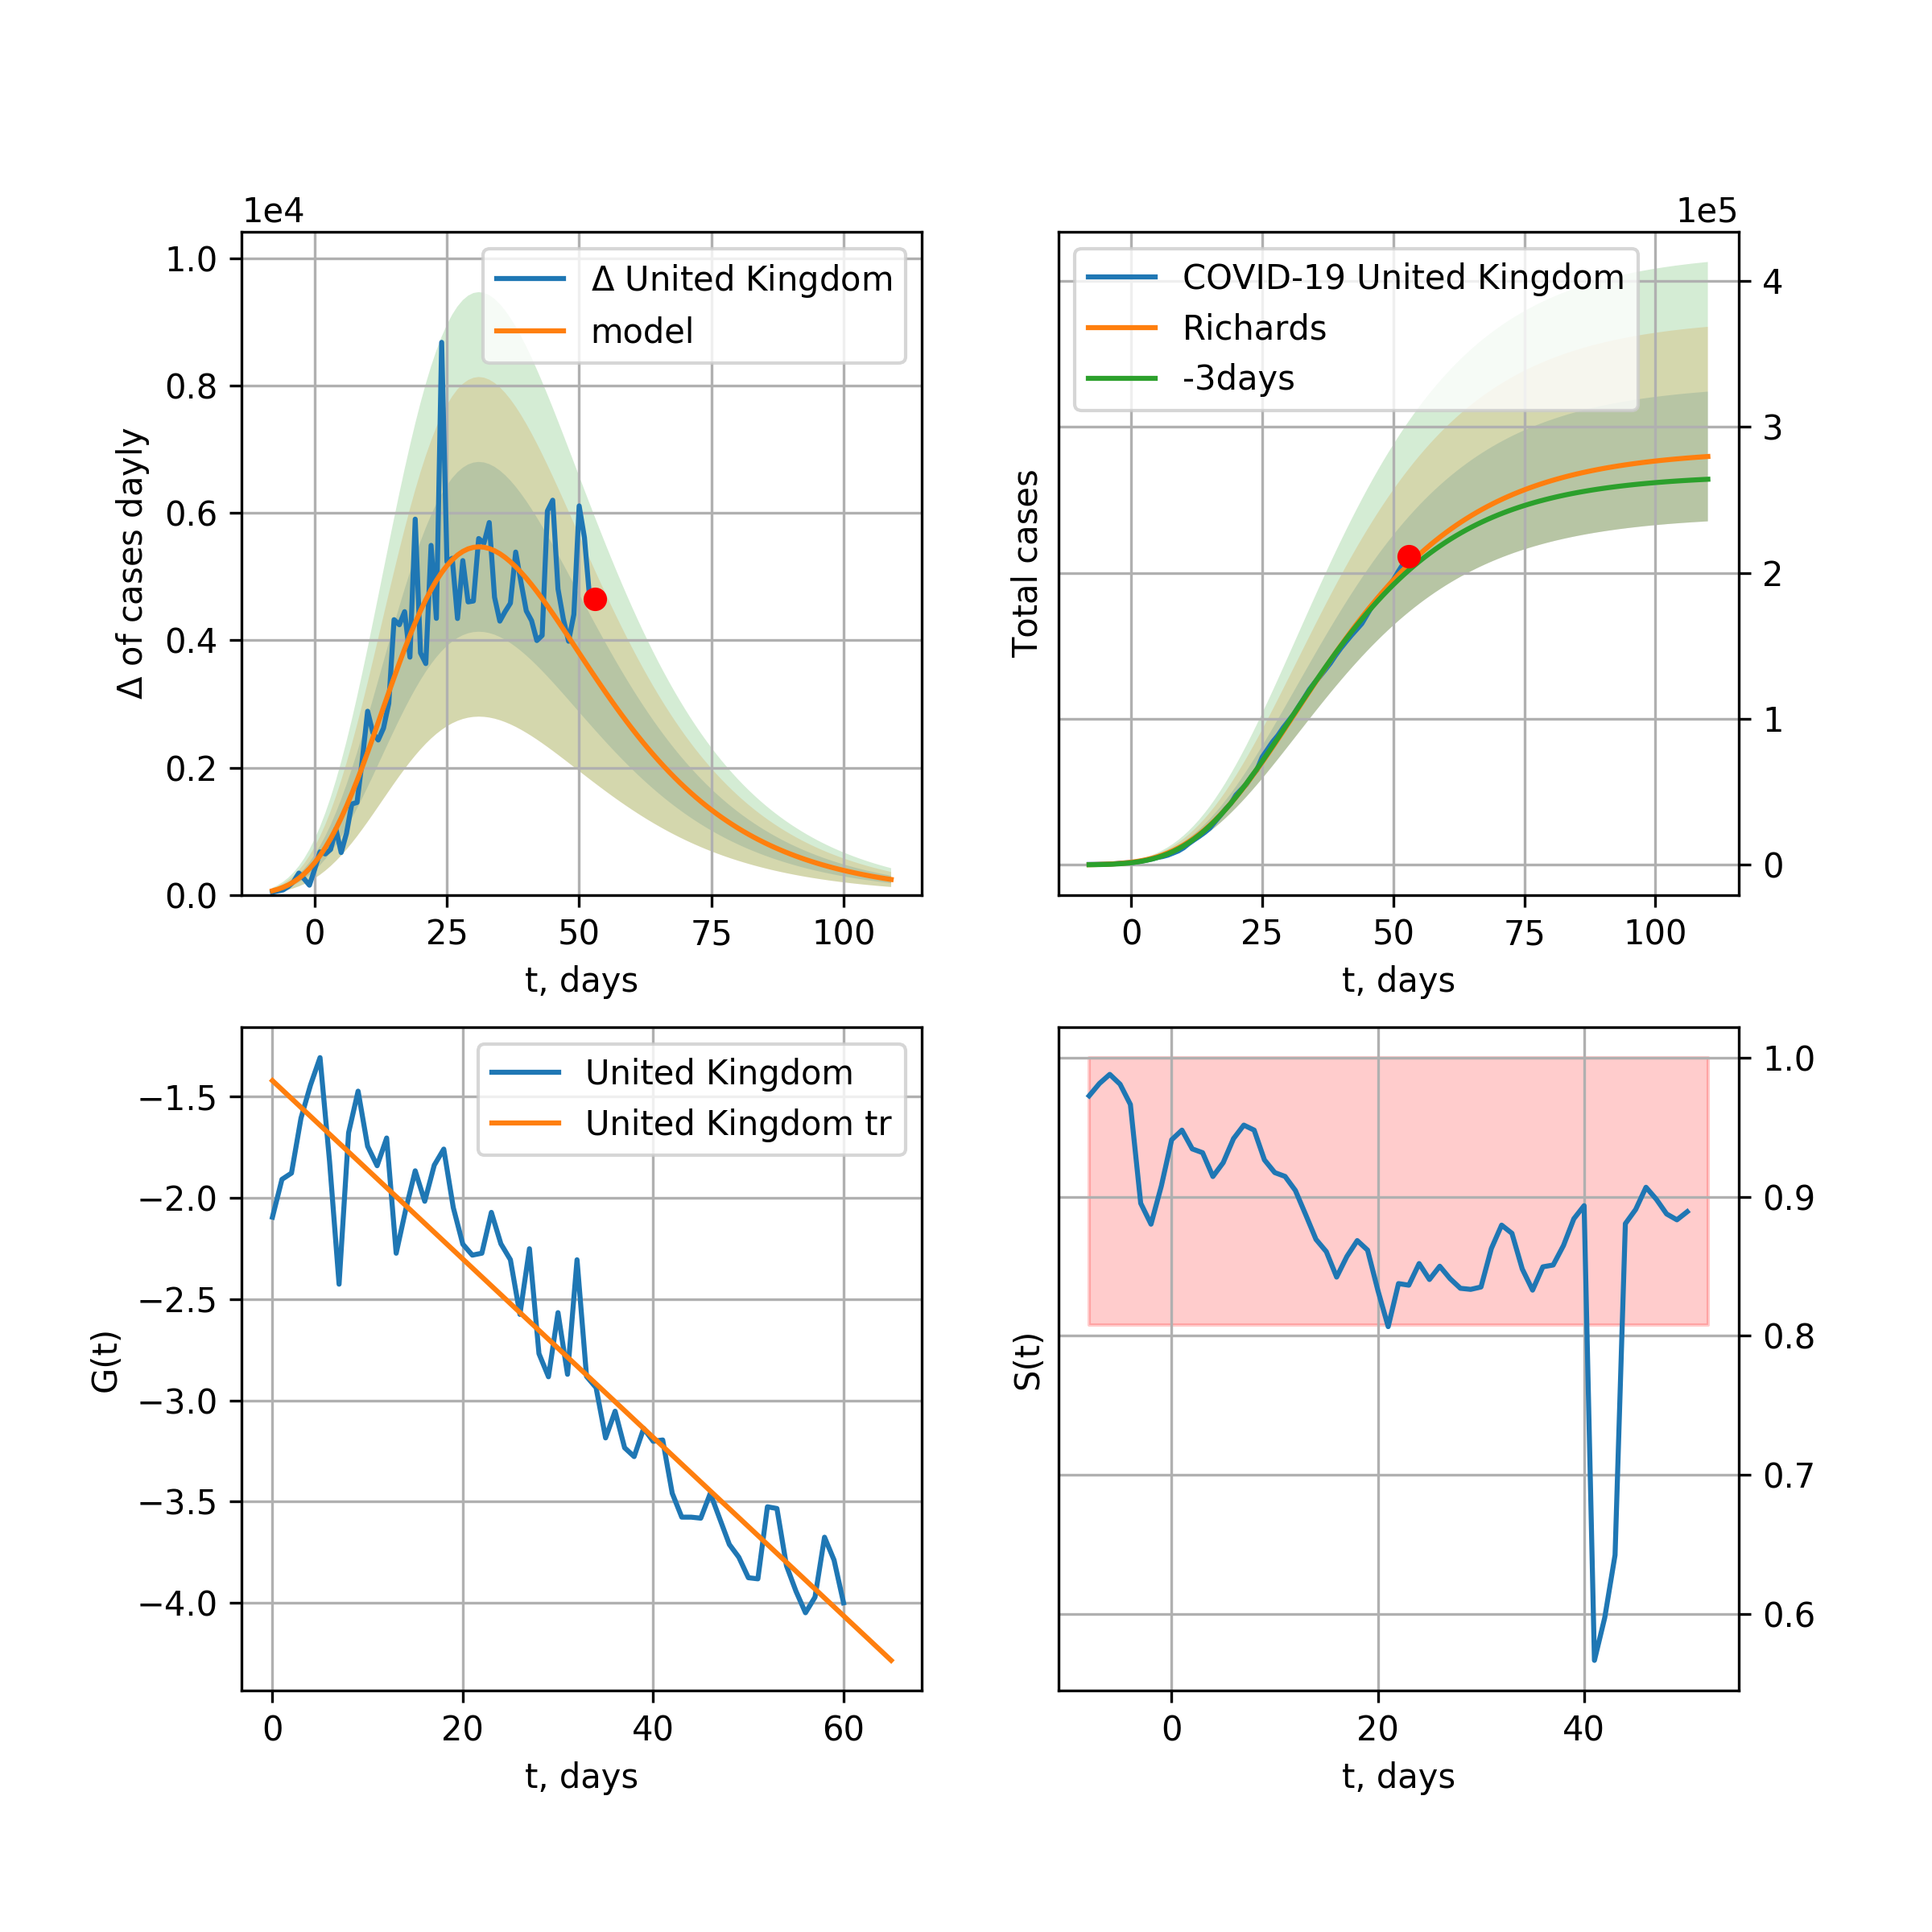 1e4
1.0
0.8
0.6
0.4
0.2
0.0
Δ of cases dayly
Δ United Kingdom
model
0 25 50 75 100
t, days
1e5
COVID-19 United Kingdom
Richards
-3days
Total cases
4
3
2
1
0
0 25 50 75 100
t, days
−1.5
−2.0
−2.5
−3.0
−3.5
−4.0
G(t)
United Kingdom
United Kingdom tr
0 20 40 60
t, days
S(t)
1.0
0.9
0.8
0.7
0.6
0 20 40
t, days